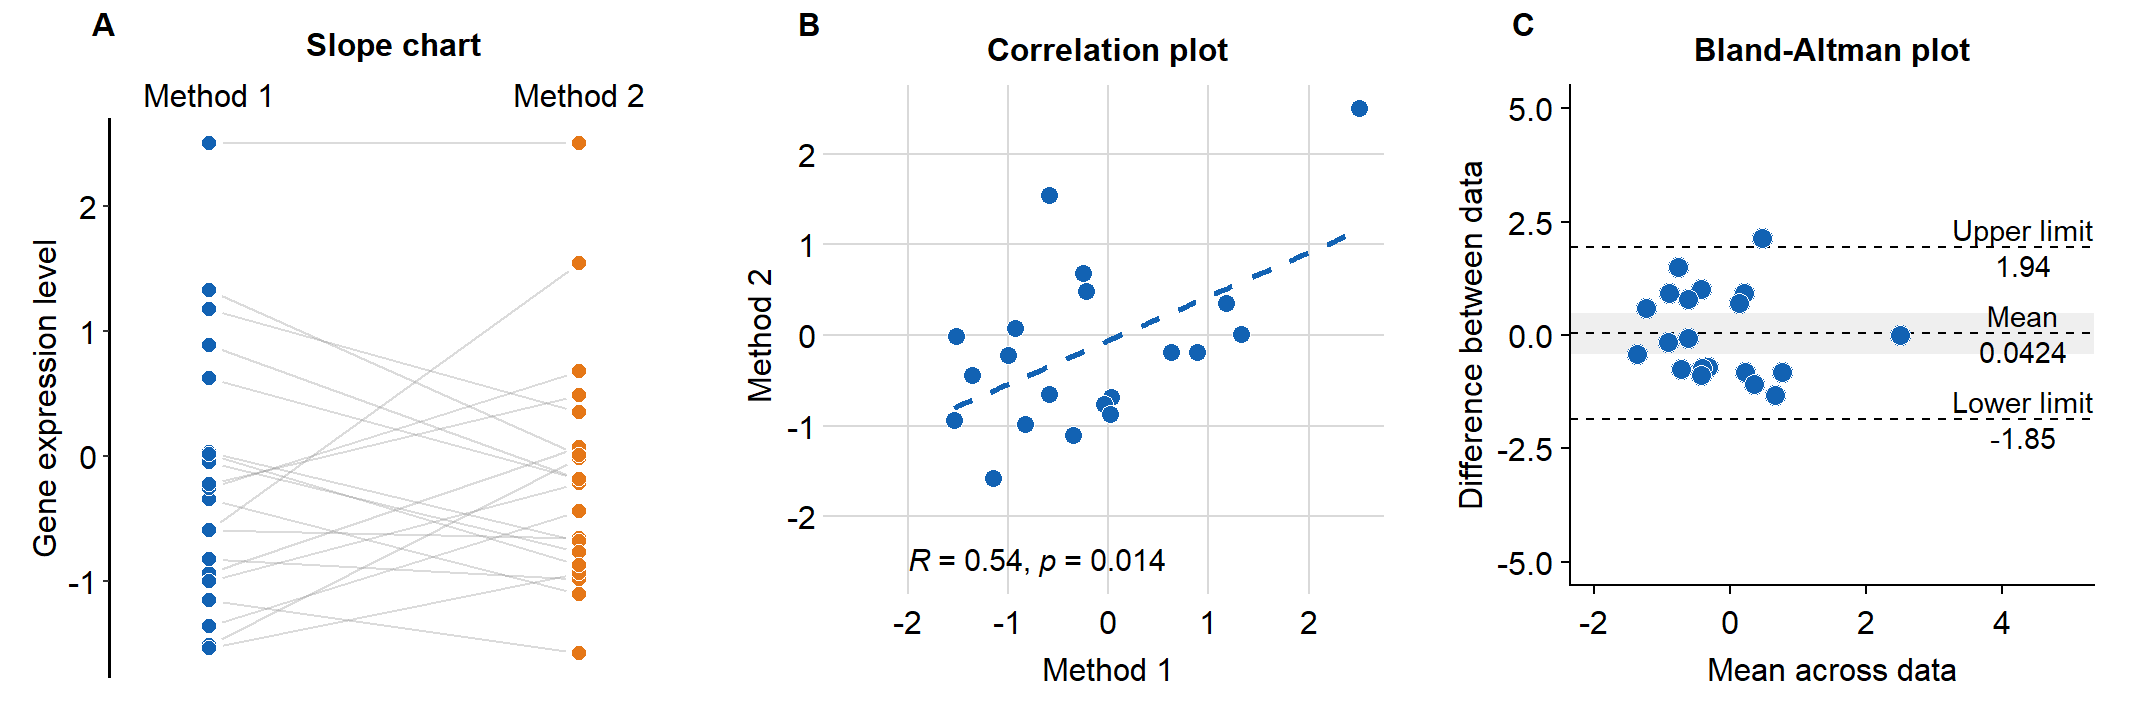 A
Slope chart
Method 1
Method 2
Gene expression level
2
1
0
-1
B
Correlation plot
Method 2
2
1
0
-1
-2
R = 0.54, p = 0.014
-2
-1
0
1
2
Method 1
C
Bland-Altman plot
Difference between data
5.0
2.5
0.0
-2.5
-5.0
Upper limit
1.94
Mean
0.0424
Lower limit
-1.85
-2
0
2
4
Mean across data